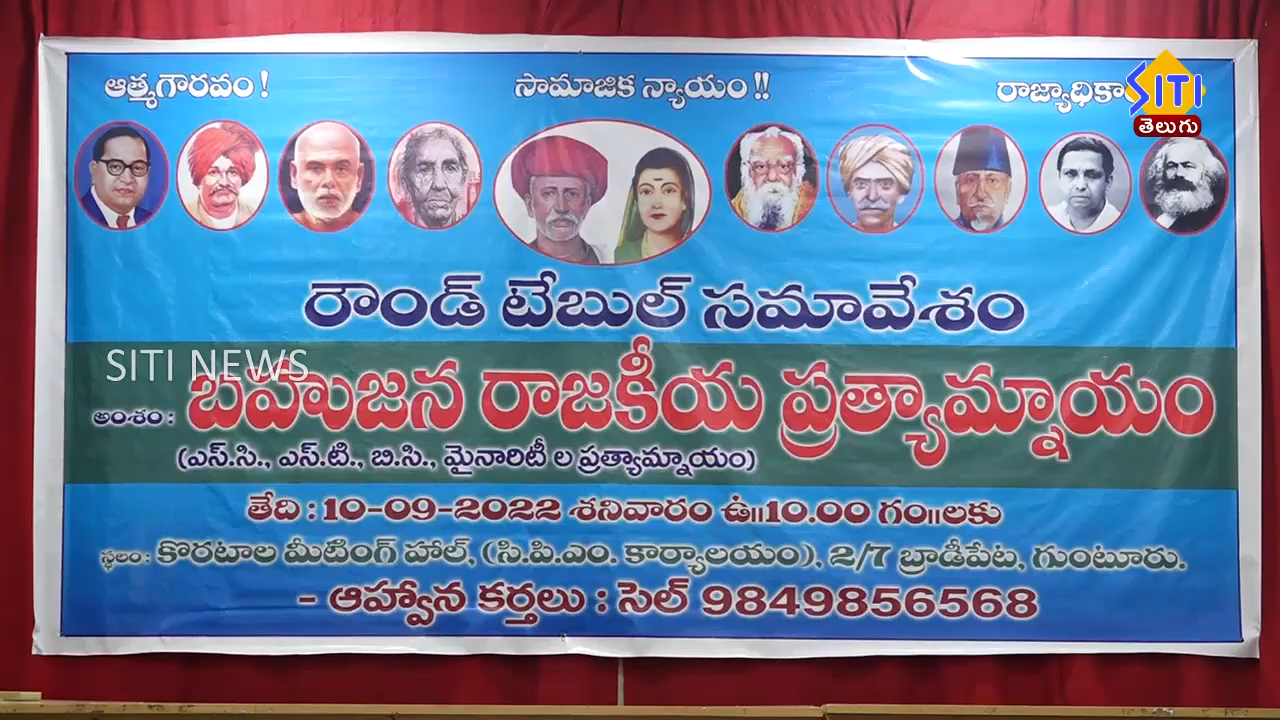 ఆత్మగౌరవం ! సామాజిక న్యాయం !!
SITI
తెలుగు
రౌండ్ టేబుల్ సమావేశం
SITI NEWS
అంశం : బహుజన రాజకీయ ప్రత్యామ్నాయం
(ఎస్.సి., ఎస్.టి., బి.సి., మైనారిటీ ల ప్రత్యామ్నాయం)
తేది : 10-09-2022 శనివారం ఉ॥10.00 గం॥లకు
స్థలం : కొరటాల మీటింగ్ హాల్, (సి.పి.ఎం. కార్యాలయం), 2/7 బ్రాడీపేట, గుంటూరు.
- ఆహ్వాన కర్తలు : సెల్ 9849856568